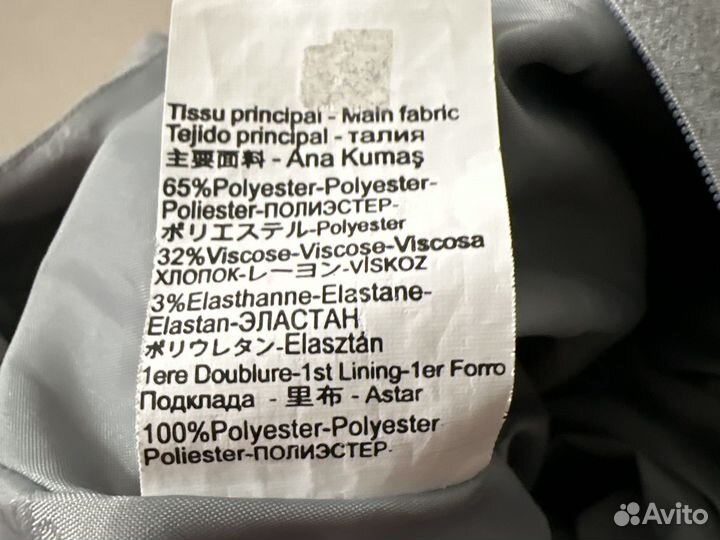 Tissu principal - Main fabric
Tejido principal - талия
主要面料 - Ana Kumaş
65%Polyester-Polyester-
Poliester-ПОЛИЭСТЕР-
ポリエステル-Polyester
32%Viscose-Viscose-Viscosa
ХЛОПОК-レーヨン-VİSKOZ
3%Elasthanne-Elastane-
Elastan-ЭЛАСТАН
ポリウレタン-Elasztán
1ere Doublure-1st Lining-1er Forro
Подклада - 里布 - Astar
100%Polyester-Polyester
Poliester-ПОЛИЭСТЕР-
Avito